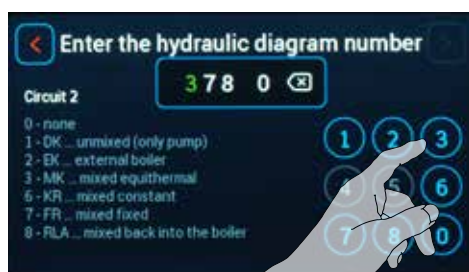 Enter the hydraulic diagram number
378 0
Circuit 2
0 - none
1 - DK ... unmixed (only pump)
2 - EK ... external boiler
3 - MK ... mixed equithermal
6 - KR ... mixed constant
7 - FR ... mixed fixed
8 - RLA ... mixed back into the boiler
1 2 3
4 5 6
7 8 0